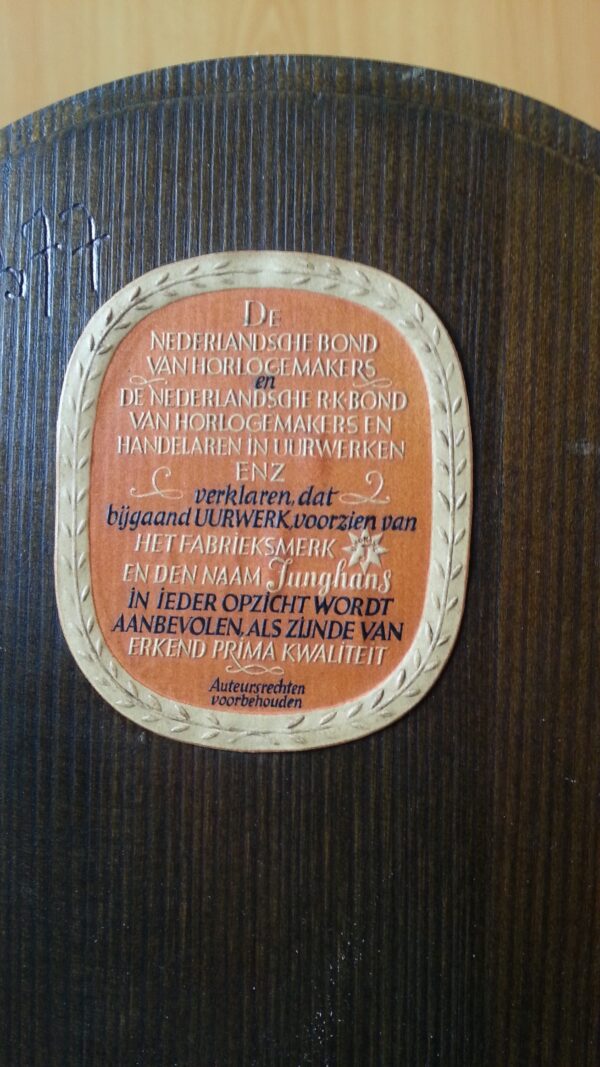 DE
NEDERLANDSCHE BOND
VAN HORLOGEMAKERS
en
DE NEDERLANDSCHE R·K·BOND
VAN HORLOGEMAKERS EN
HANDELAREN IN UURWERKEN
ENZ
verklaren, dat
bijgaand UURWERK, voorzien van
HET FABRIEKSMERK
EN DEN NAAM Junghans
IN IEDER OPZICHT WORDT
AANBEVOLEN, ALS ZIJNDE VAN
ERKEND PRIMA KWALITEIT
Auteursrechten
voorbehouden